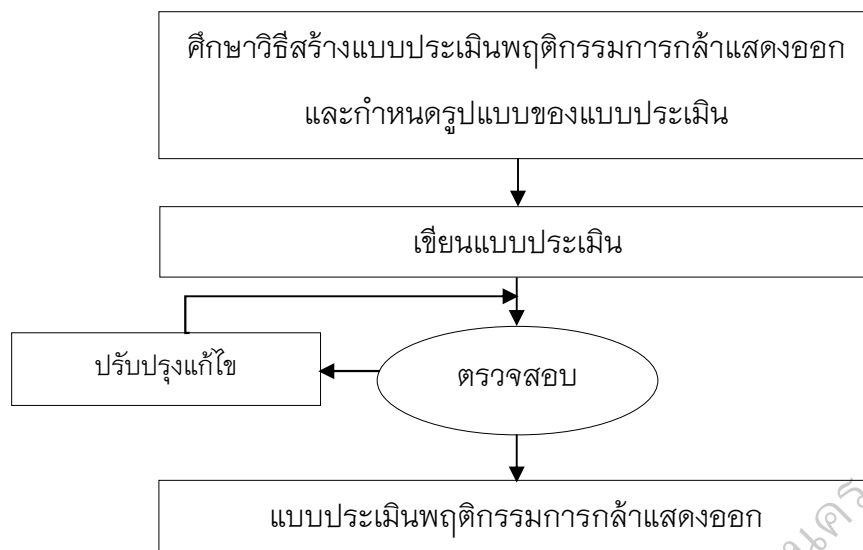 ศึกษาวิธีสร้างแบบประเมินพฤติกรรมการกล้าแสดงออก
และกำหนดรูปแบบของแบบประเมิน
เขียนแบบประเมิน
ปรับปรุงแก้ไข
ตรวจสอบ
แบบประเมินพฤติกรรมการกล้าแสดงออก